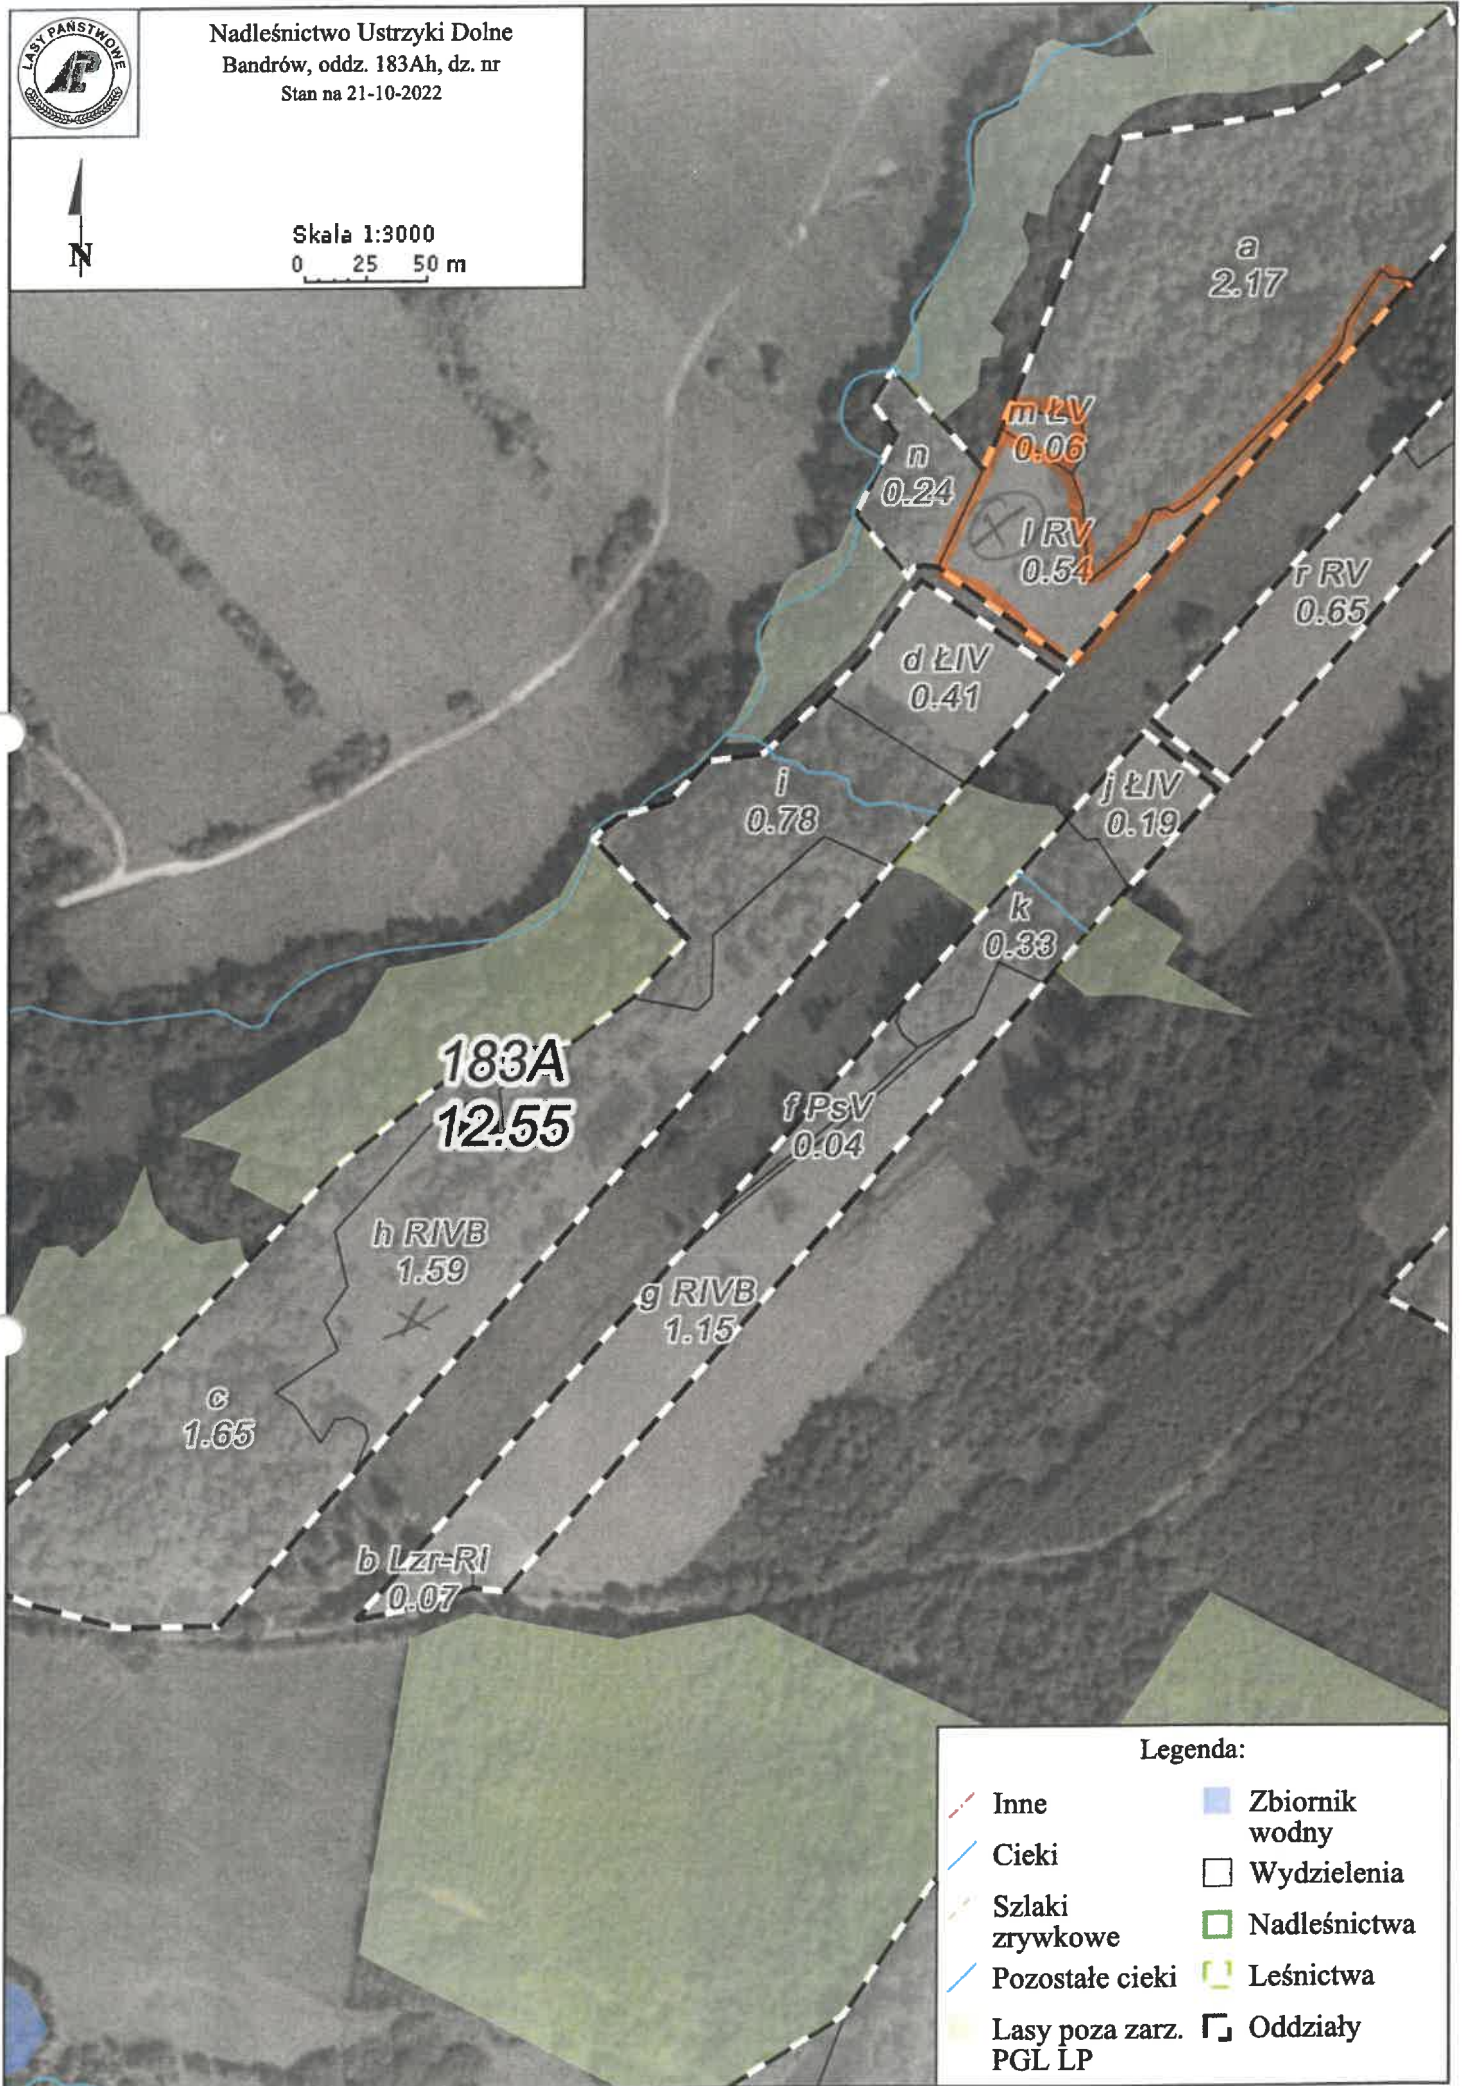 LASY PAŃSTWOWE
Nadleśnictwo Ustrzyki Dolne
Bandrów, oddz. 183Ah, dz. nr
Stan na 21-10-2022
N
Skala 1:3000
0 25 50 m
a
2.17
m ŁV
0.06
n
0.24
l RV
0.54
r RV
0.65
d ŁIV
0.41
i
0.78
j ŁIV
0.19
k
0.33
183A
12.55
f PsV
0.04
h RIVB
1.59
g RIVB
1.15
c
1.65
b Lzr-RI
0.07
Legenda:
Inne
Cieki
Szlaki
zrywkowe
Pozostałe cieki
Lasy poza zarz.
PGL LP
Zbiornik
wodny
Wydzielenia
Nadleśnictwa
Leśnictwa
Oddziały